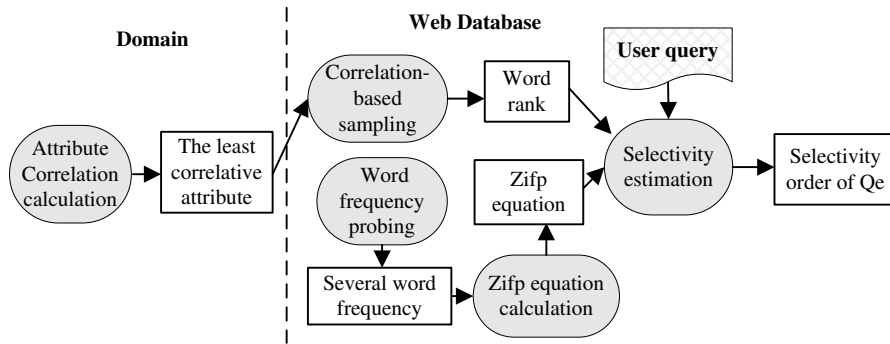 Domain
Web Database
User query
Correlation-
based
sampling
Word
rank
Attribute
Correlation
calculation
The least
correlative
attribute
Selectivity
estimation
Selectivity
order of Qe
Word
frequency
probing
Zifp
equation
Several word
frequency
Zifp equation
calculation